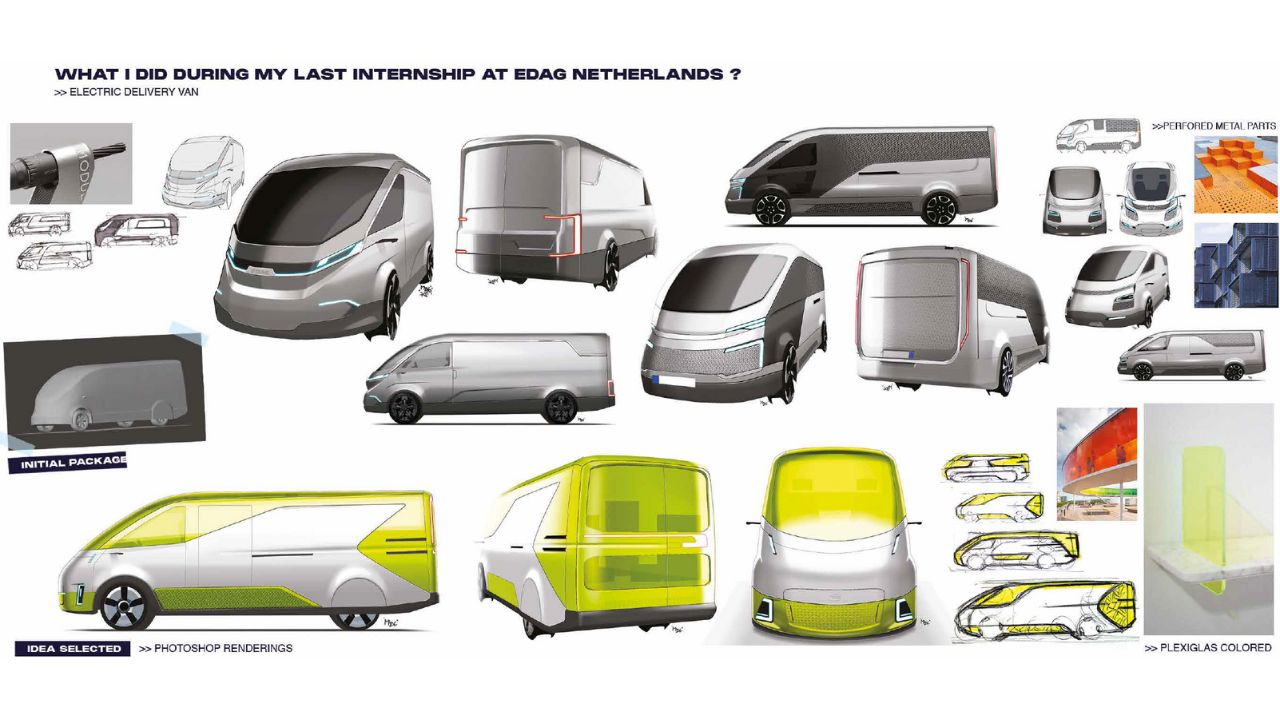 WHAT I DID DURING MY LAST INTERNSHIP AT EDAG NETHERLANDS ?
>> ELECTRIC DELIVERY VAN
>>PERFORED METAL PARTS
INITIAL PACKAGE
IDEA SELECTED
>> PHOTOSHOP RENDERINGS
>> PLEXIGLAS COLORED